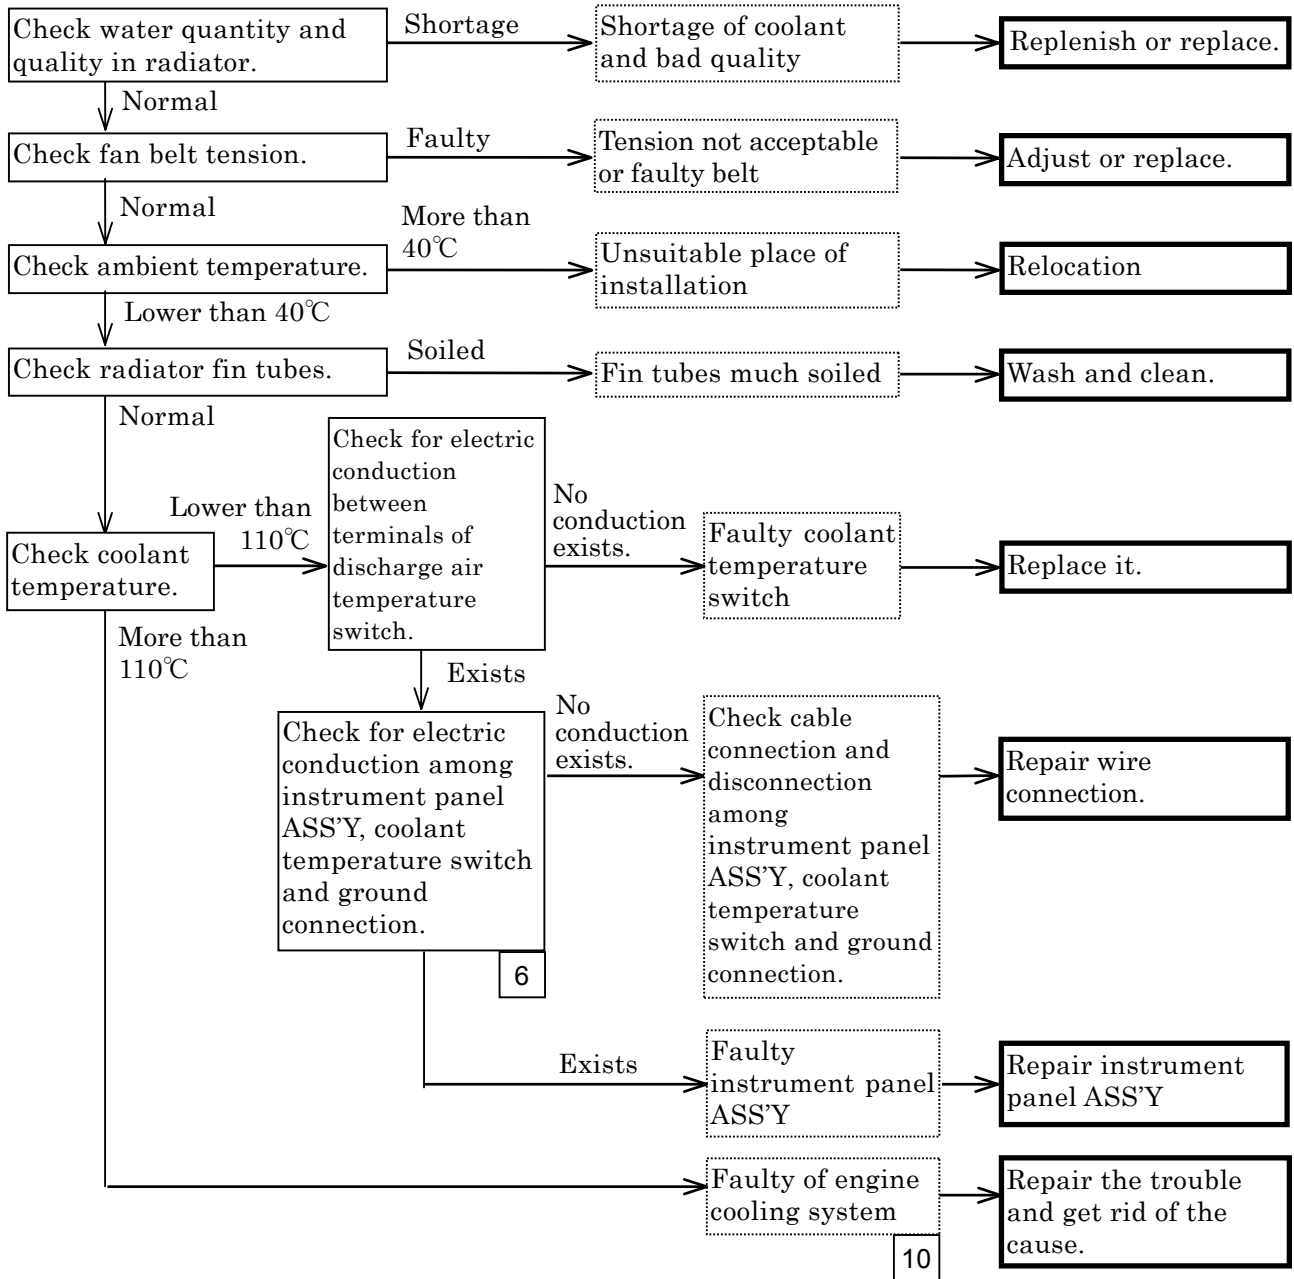 Check water quantity and
quality in radiator.
Shortage
Shortage of coolant
and bad quality
Replenish or replace.
Normal
Check fan belt tension.
Faulty
Tension not acceptable
or faulty belt
Adjust or replace.
Normal
More than
40℃
Check ambient temperature.
Unsuitable place of
installation
Relocation
Lower than 40℃
Check radiator fin tubes.
Soiled
Fin tubes much soiled
Wash and clean.
Normal
Check coolant
temperature.
Lower than
110℃
Check for electric
conduction
between
terminals of
discharge air
temperature
switch.
No
conduction
exists.
Faulty coolant
temperature
switch
Replace it.
More than
110℃
Exists
Check for electric
conduction among
instrument panel
ASS'Y, coolant
temperature switch
and ground
connection.
6
No
conduction
exists.
Check cable
connection and
disconnection
among
instrument panel
ASS'Y, coolant
temperature
switch and ground
connection.
Repair wire
connection.
Exists
Faulty
instrument panel
ASS'Y
Repair instrument
panel ASS'Y
Faulty of engine
cooling system
10
Repair the trouble
and get rid of the
cause.